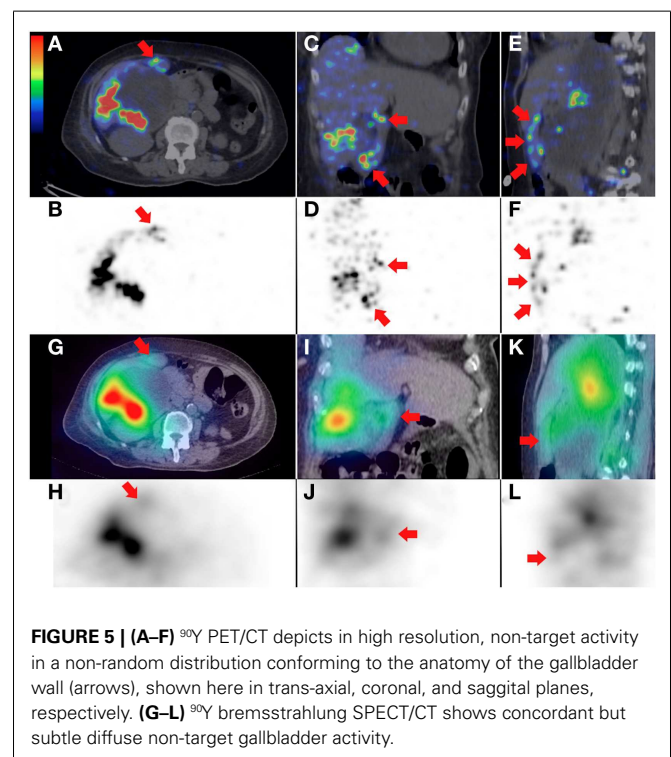 A
C
E
B
D
F
G
I
K
H
J
L
FIGURE 5 | (A–F) ⁹⁰Y PET/CT depicts in high resolution, non-target activity
in a non-random distribution conforming to the anatomy of the gallbladder
wall (arrows), shown here in trans-axial, coronal, and saggital planes,
respectively. (G–L) ⁹⁰Y bremsstrahlung SPECT/CT shows concordant but
subtle diffuse non-target gallbladder activity.